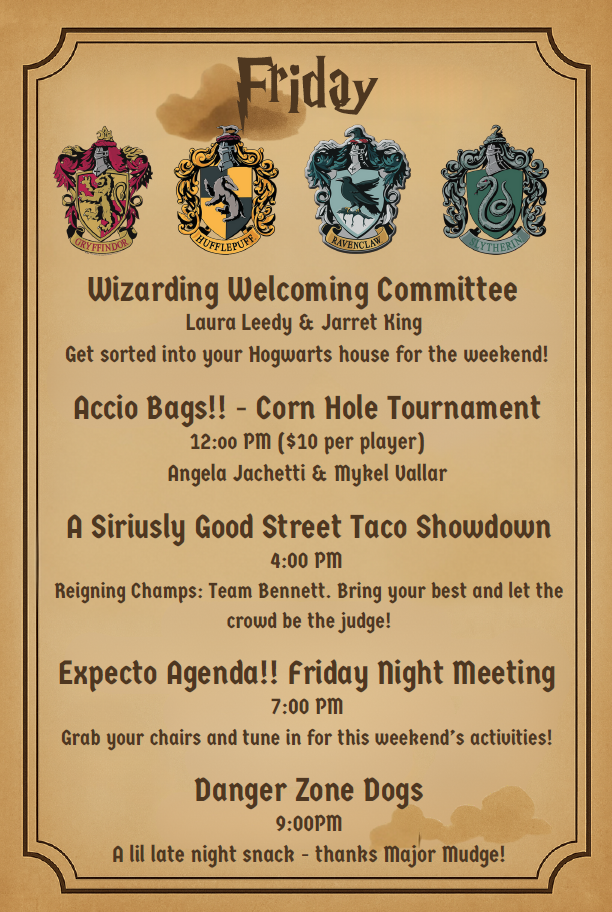 Friday
GRYFFINDOR
HUFFLEPUFF
RAVENCLAW
SLYTHERIN
Wizarding Welcoming Committee
Laura Leedy & Jarret King
Get sorted into your Hogwarts house for the weekend!
Accio Bags!! - Corn Hole Tournament
12:00 PM ($10 per player)
Angela Jachetti & Mykel Vallar
A Siriusly Good Street Taco Showdown
4:00 PM
Reigning Champs: Team Bennett. Bring your best and let the
crowd be the judge!
Expecto Agenda!! Friday Night Meeting
7:00 PM
Grab your chairs and tune in for this weekend's activities!
Danger Zone Dogs
9:00PM
A lil late night snack - thanks Major Mudge!